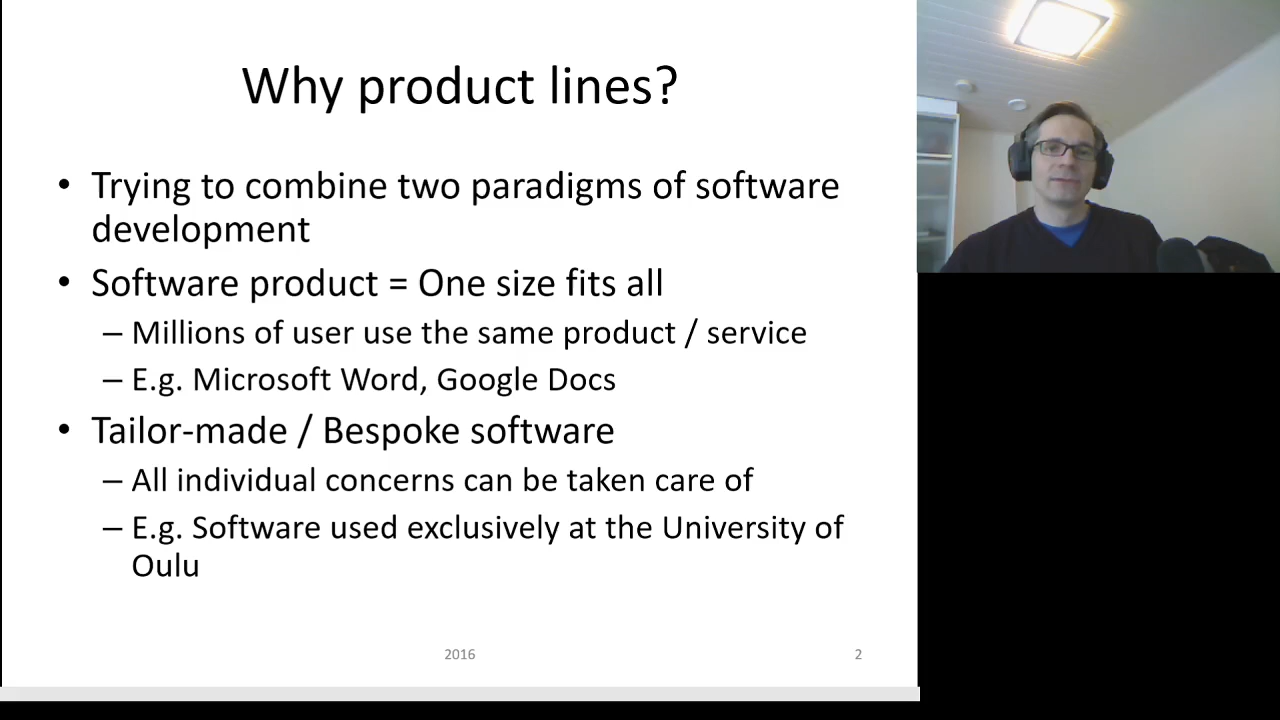 Why product lines?
• Trying to combine two paradigms of software
development
• Software product = One size fits all
– Millions of user use the same product / service
– E.g. Microsoft Word, Google Docs
• Tailor-made / Bespoke software
– All individual concerns can be taken care of
– E.g. Software used exclusively at the University of
Oulu
2016
2